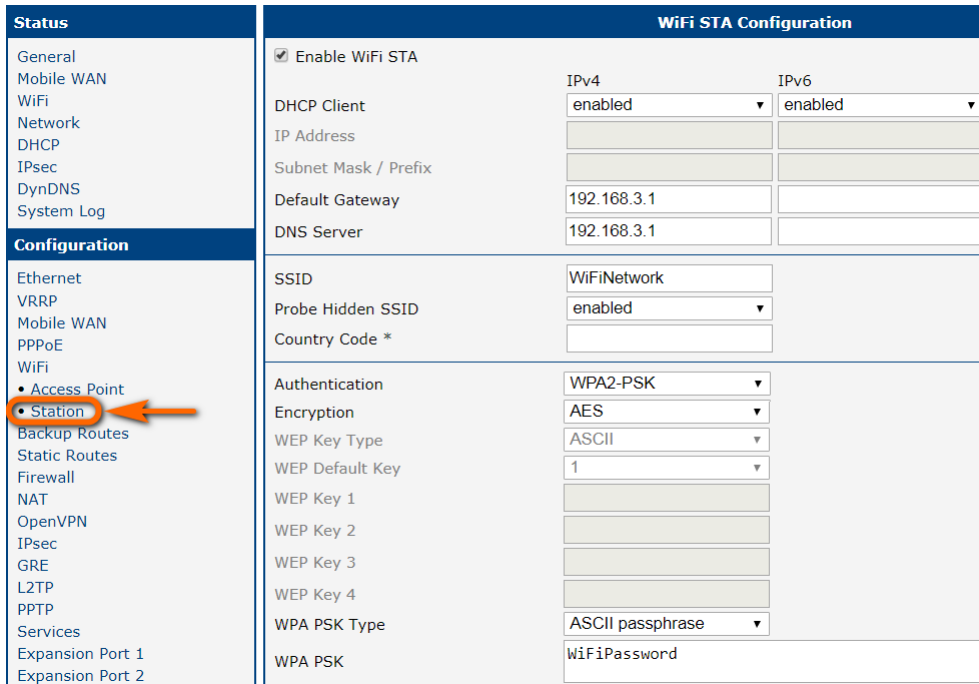 Status
General
Mobile WAN
WiFi
Network
DHCP
IPsec
DynDNS
System Log
Configuration
Ethernet
VRRP
Mobile WAN
PPPoE
WiFi
• Access Point
• Station
Backup Routes
Static Routes
Firewall
NAT
OpenVPN
IPsec
GRE
L2TP
PPTP
Services
Expansion Port 1
Expansion Port 2
WiFi STA Configuration
Enable WiFi STA
IPv4 IPv6
DHCP Client enabled enabled
IP Address
Subnet Mask / Prefix
Default Gateway 192.168.3.1
DNS Server 192.168.3.1
SSID WiFiNetwork
Probe Hidden SSID enabled
Country Code *
Authentication WPA2-PSK
Encryption AES
WEP Key Type ASCII
WEP Default Key 1
WEP Key 1
WEP Key 2
WEP Key 3
WEP Key 4
WPA PSK Type ASCII passphrase
WPA PSK WiFiPassword